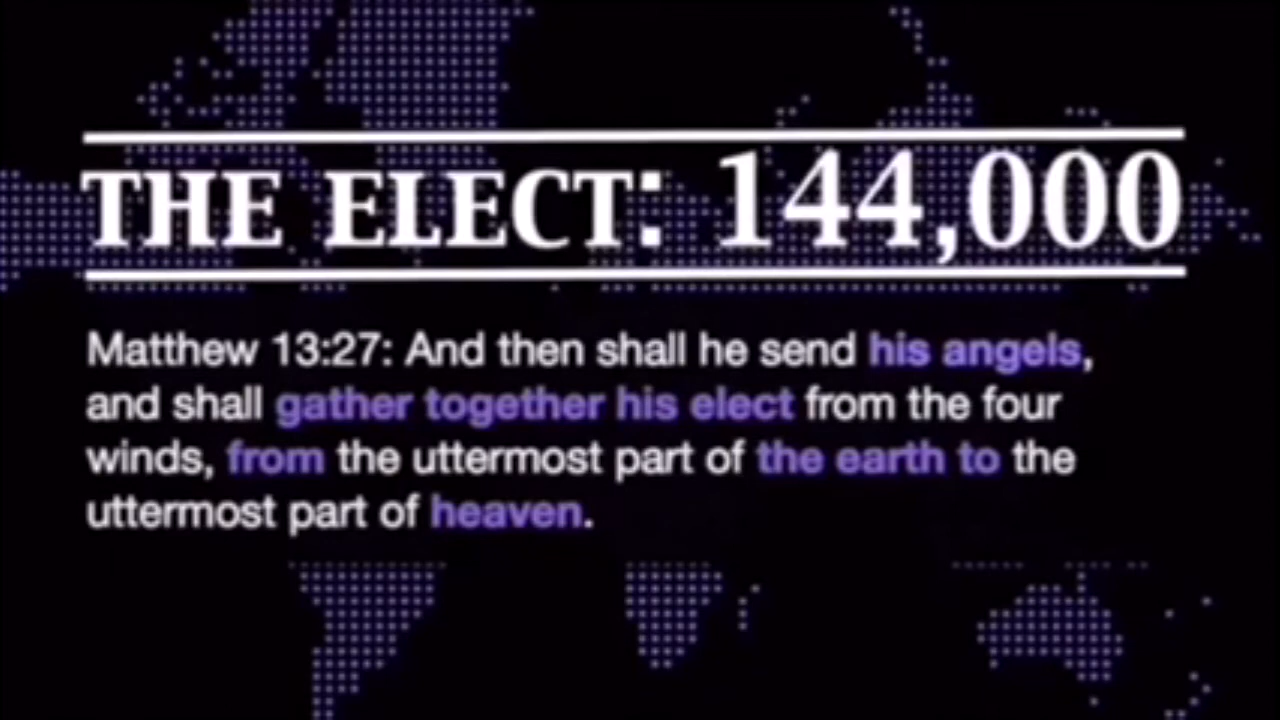 THE ELECT: 144,000
Matthew 13:27: And then shall he send his angels,
and shall gather together his elect from the four
winds, from the uttermost part of the earth to the
uttermost part of heaven.